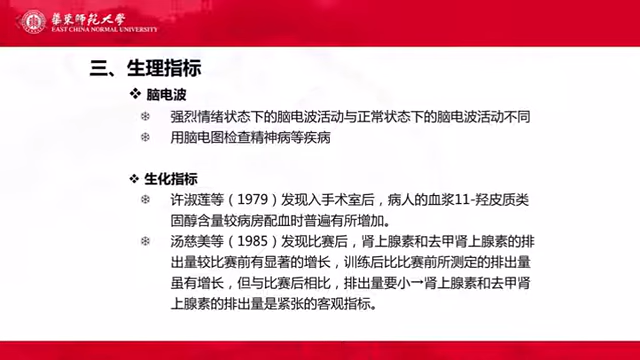 華東師範大學
EAST CHINA NORMAL UNIVERSITY
三、生理指标
❖ 脑电波
强烈情绪状态下的脑电波活动与正常状态下的脑电波活动不同
用脑电图检查精神病等疾病
❖ 生化指标
许淑莲等（1979）发现入手术室后，病人的血浆11-羟皮质类
固醇含量较病房配血时普遍有所增加。
汤慈美等（1985）发现比赛后，肾上腺素和去甲肾上腺素的排
出量较比赛前有显著的增长，训练后比比赛前所测定的排出量
虽有增长，但与比赛后相比，排出量要小→肾上腺素和去甲肾
上腺素的排出量是紧张的客观指标。